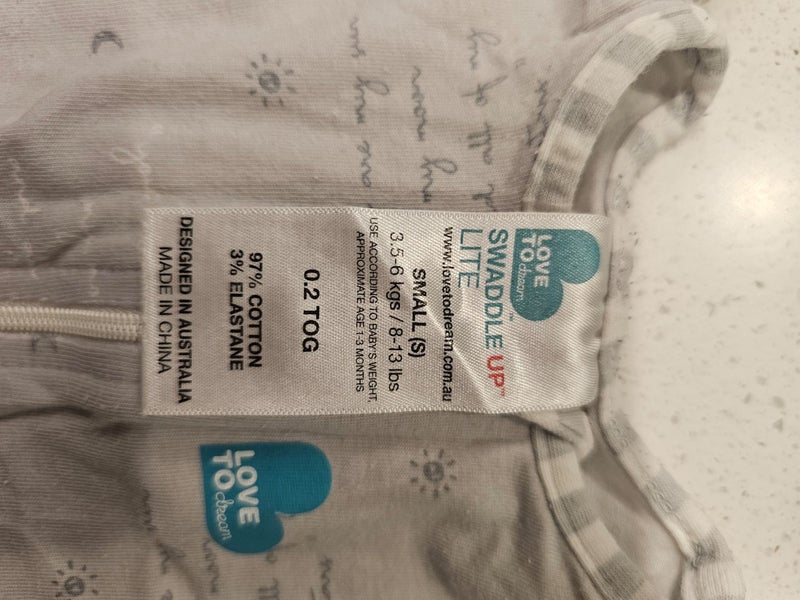 LOVE
TO dream™
SWADDLE UP™
LITE
www.lovetodream.com.au
SMALL (S)
3.5-6 kgs / 8-13 lbs
USE ACCORDING TO BABY'S WEIGHT,
APPROXIMATE AGE 1-3 MONTHS
0.2 TOG
97% COTTON
3% ELASTANE
DESIGNED IN AUSTRALIA
MADE IN CHINA
LOVE
TO dream